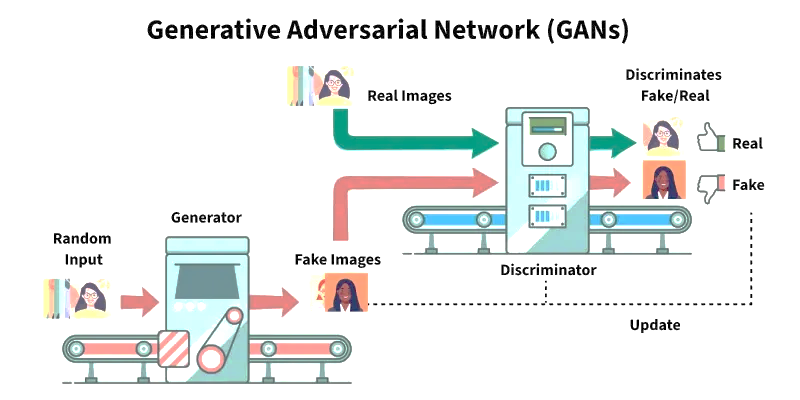 Generative Adversarial Network (GANs)
Real Images
Discriminates
Fake/Real
Real
Fake
Generator
Random
Input
Fake Images
Discriminator
Update